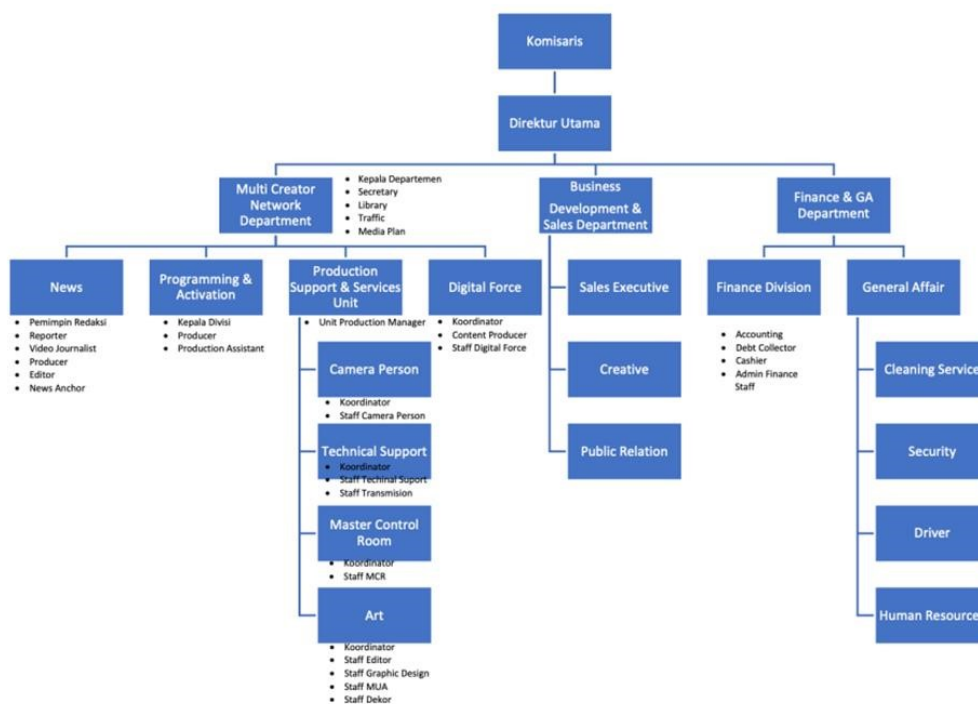 Komisaris
Direktur Utama
Multi Creator
Network
Department
• Kepala Departemen
• Secretary
• Library
• Traffic
• Media Plan
Business
Development &
Sales Department
Finance & GA
Department
News
• Pemimpin Redaksi
• Reporter
• Video Journalist
• Producer
• Editor
• News Anchor
Programming &
Activation
• Kepala Divisi
• Producer
• Production Assistant
Production
Support & Services
Unit
• Unit Production Manager
Camera Person
• Koordinator
• Staff Camera Person
Technical Support
• Koordinator
• Staff Techinal Suport
• Staff Transmision
Master Control
Room
• Koordinator
• Staff MCR
Art
• Koordinator
• Staff Editor
• Staff Graphic Design
• Staff MUA
• Staff Dekor
Digital Force
• Koordinator
• Content Producer
• Staff Digital Force
Sales Executive
Creative
Public Relation
Finance Division
• Accounting
• Debt Collector
• Cashier
• Admin Finance
Staff
General Affair
Cleaning Service
Security
Driver
Human Resource